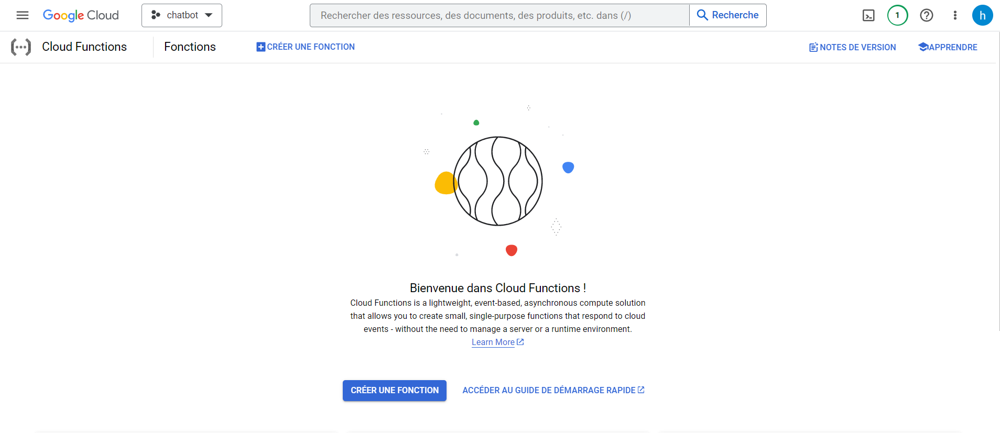 Google Cloud
chatbot
Rechercher des ressources, des documents, des produits, etc. dans (/)
Recherche
1
h
Cloud Functions
Fonctions
CRÉER UNE FONCTION
NOTES DE VERSION
APPRENDRE
Bienvenue dans Cloud Functions !
Cloud Functions is a lightweight, event-based, asynchronous compute solution
that allows you to create small, single-purpose functions that respond to cloud
events - without the need to manage a server or a runtime environment.
Learn More
CRÉER UNE FONCTION
ACCÉDER AU GUIDE DE DÉMARRAGE RAPIDE